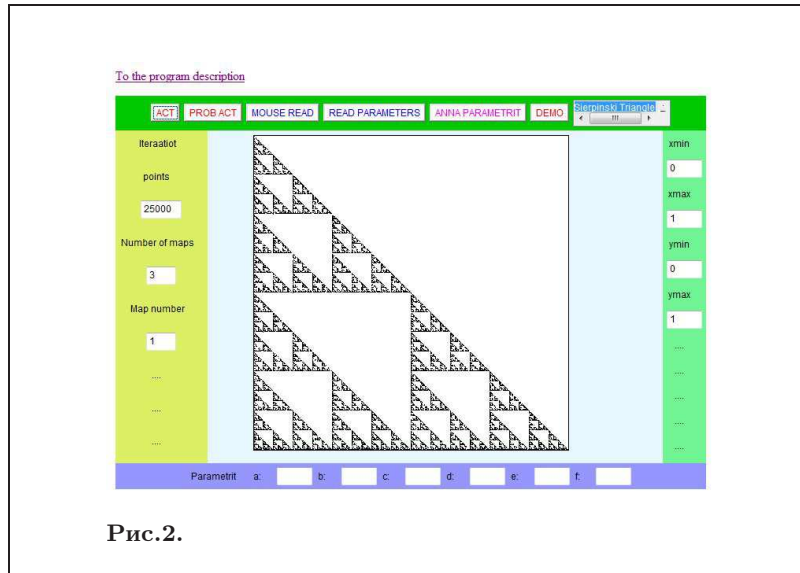 To the program description
ACT PROB ACT MOUSE READ READ PARAMETERS ANNA PARAMETRIT DEMO Sierpinski Triangle
Iteraatiot
points
25000
Number of maps
3
Map number
1
....
....
....
xmin
0
xmax
1
ymin
0
ymax
1
....
....
....
....
....
Parametrit a: b: c: d: e: f:
Рис.2.